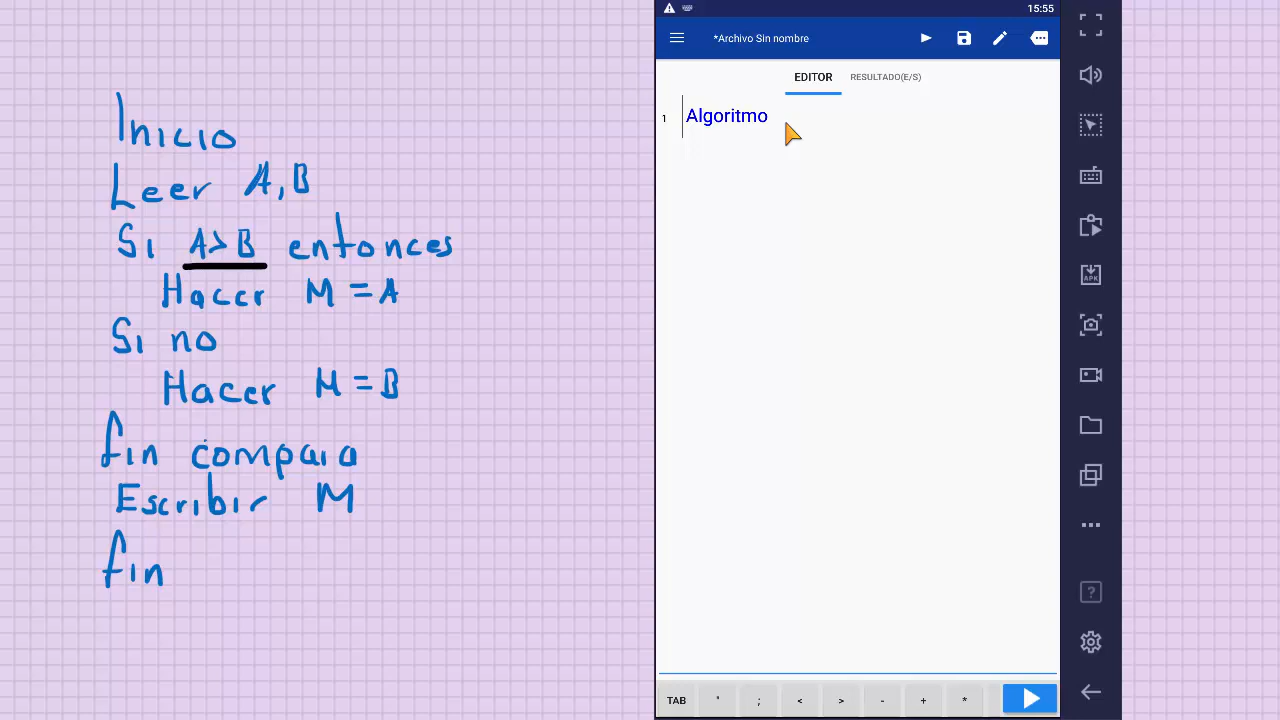 Inicio
Leer A, B
Si A > B entonces
Hacer M = A
Si no
Hacer M = B
fin compara
Escribir M
fin
15:55
*Archivo Sin nombre
EDITOR RESULTADO(E/S)
1 Algoritmo
APK
?
TAB " ; < > - + *